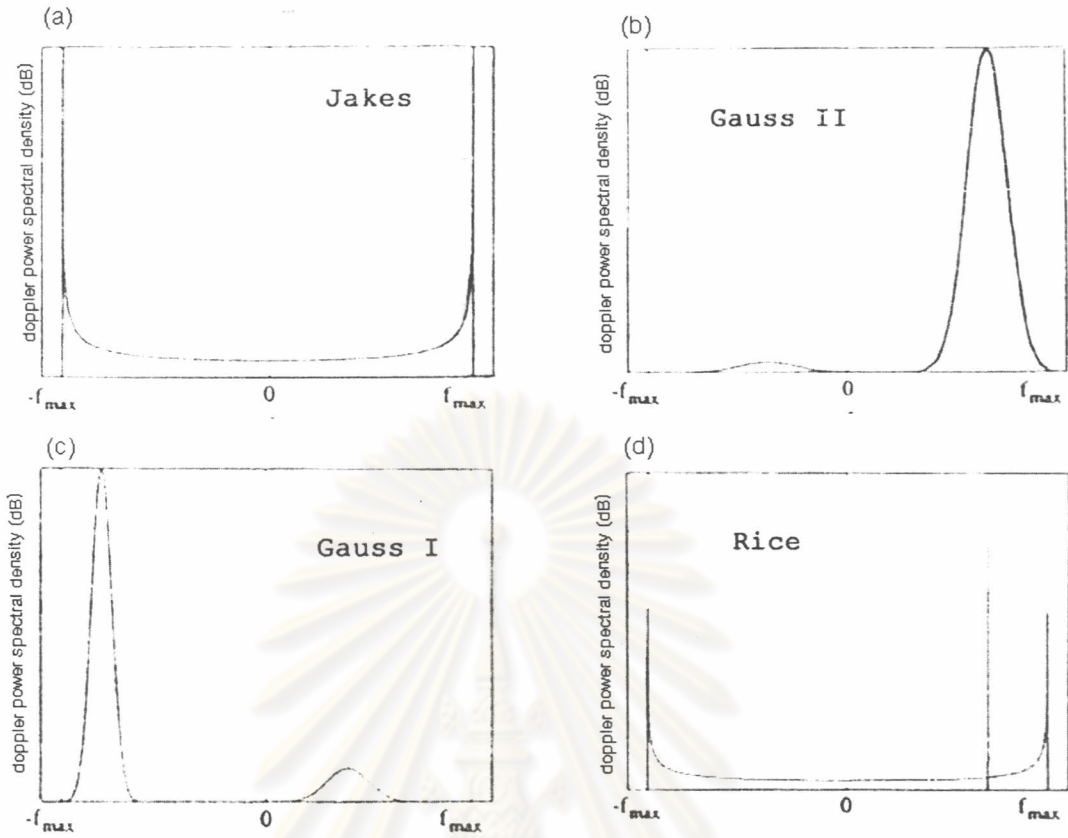 (a)
doppler power spectral density (dB)
Jakes
-fmax 0 fmax
(b)
doppler power spectral density (dB)
Gauss II
-fmax 0 fmax
(c)
doppler power spectral density (dB)
Gauss I
-fmax 0 fmax
(d)
doppler power spectral density (dB)
Rice
-fmax 0 fmax